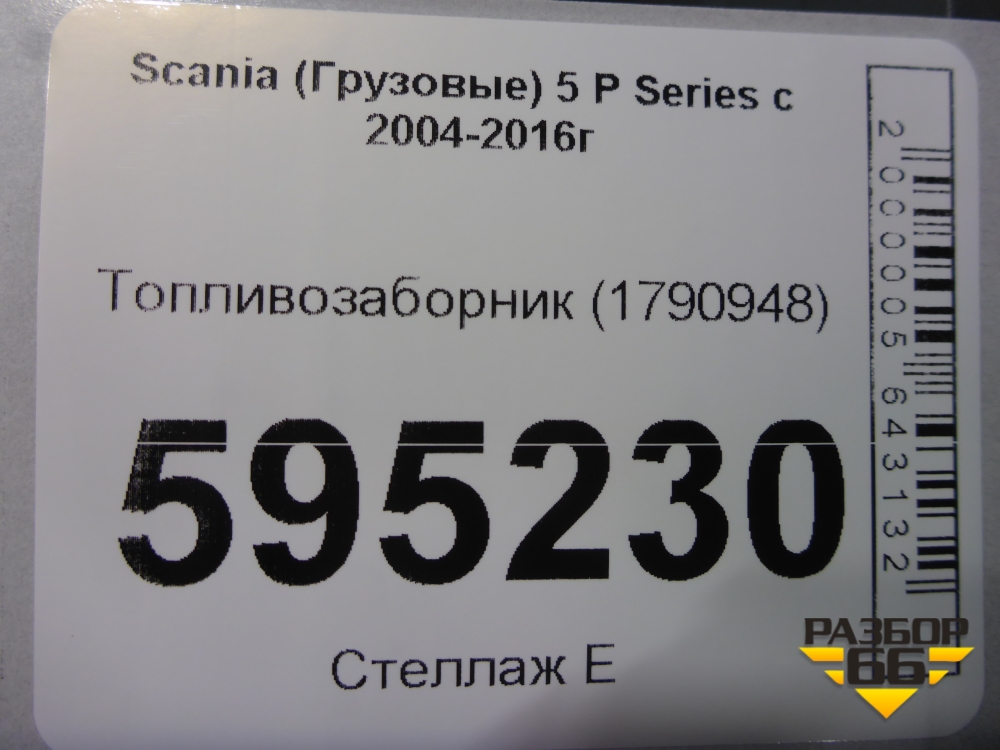 Scania (Грузовые) 5 P Series с
2004-2016г
Топливозаборник (1790948)
595230
Стеллаж Е
2000005643132
РАЗБОР
66